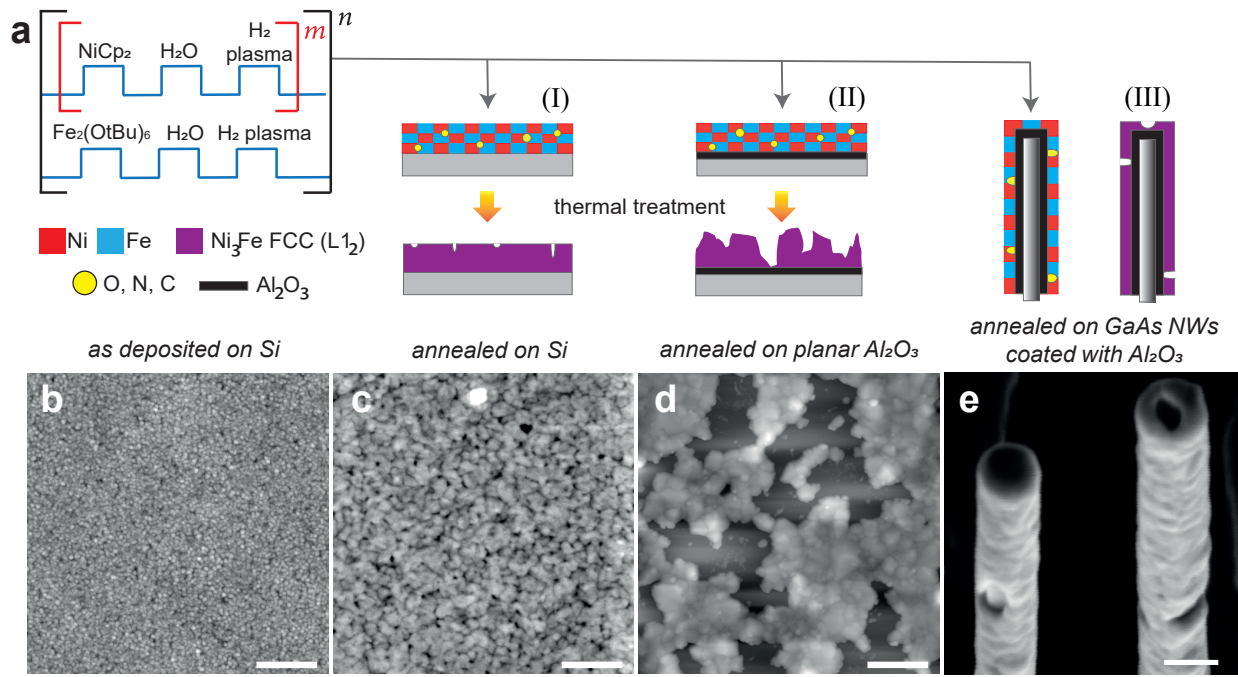 a
n
m
NiCp₂ H₂O H₂ plasma
Fe₂(OtBu)₆ H₂O H₂ plasma
(I)
(II)
(III)
thermal treatment
Ni Fe Ni₃Fe FCC (L1₂)
O, N, C Al₂O₃
as deposited on Si
annealed on Si
annealed on planar Al₂O₃
annealed on GaAs NWs
coated with Al₂O₃
b
c
d
e